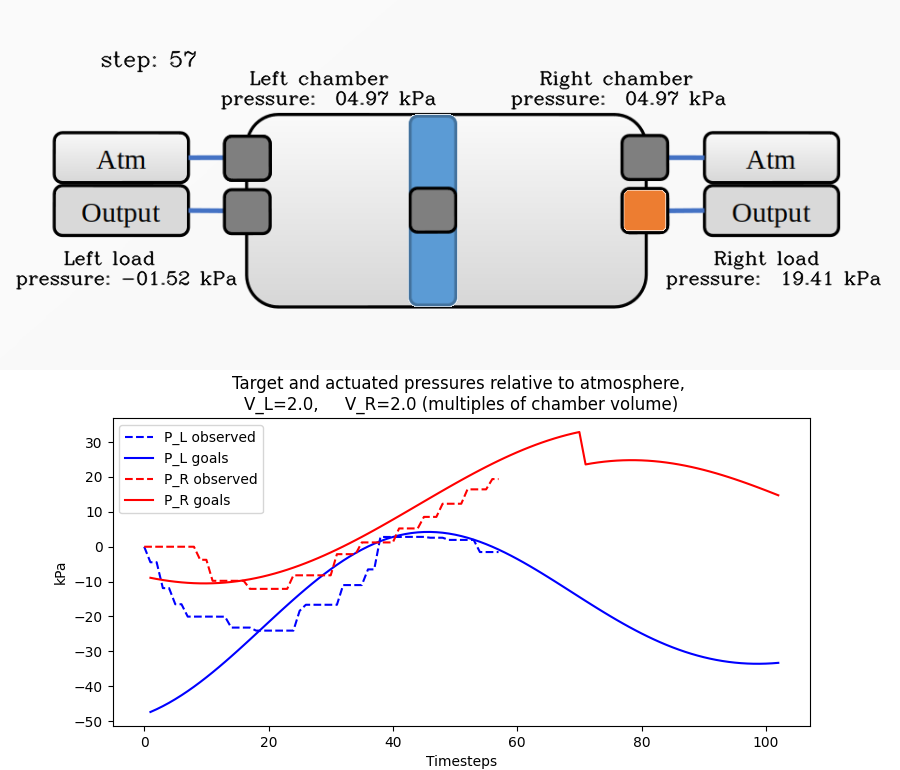 step: 57
Left chamber
pressure: 04.97 kPa
Right chamber
pressure: 04.97 kPa
Atm
Output
Atm
Output
Left load
pressure: -01.52 kPa
Right load
pressure: 19.41 kPa
Target and actuated pressures relative to atmosphere,
V_L=2.0, V_R=2.0 (multiples of chamber volume)
P_L observed
P_L goals
P_R observed
P_R goals
kPa
30
20
10
0
−10
−20
−30
−40
−50
0 20 40 60 80 100
Timesteps